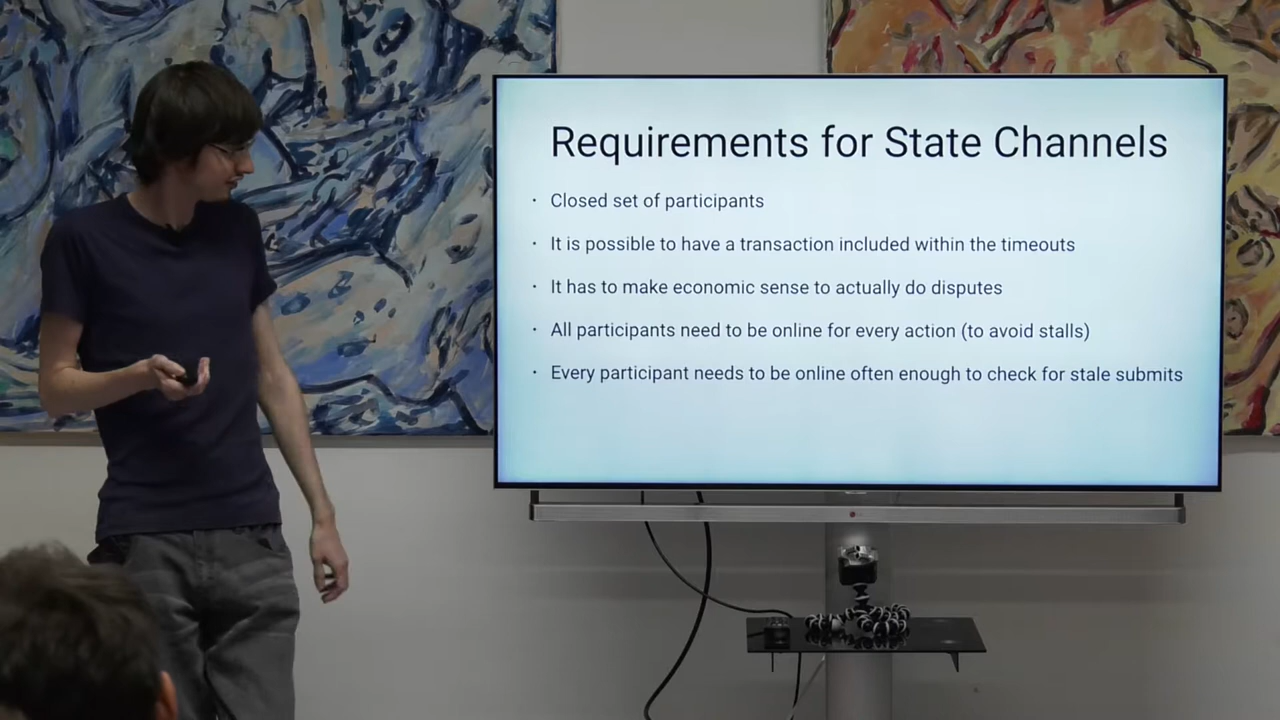 Requirements for State Channels
· Closed set of participants
· It is possible to have a transaction included within the timeouts
· It has to make economic sense to actually do disputes
· All participants need to be online for every action (to avoid stalls)
· Every participant needs to be online often enough to check for stale submits